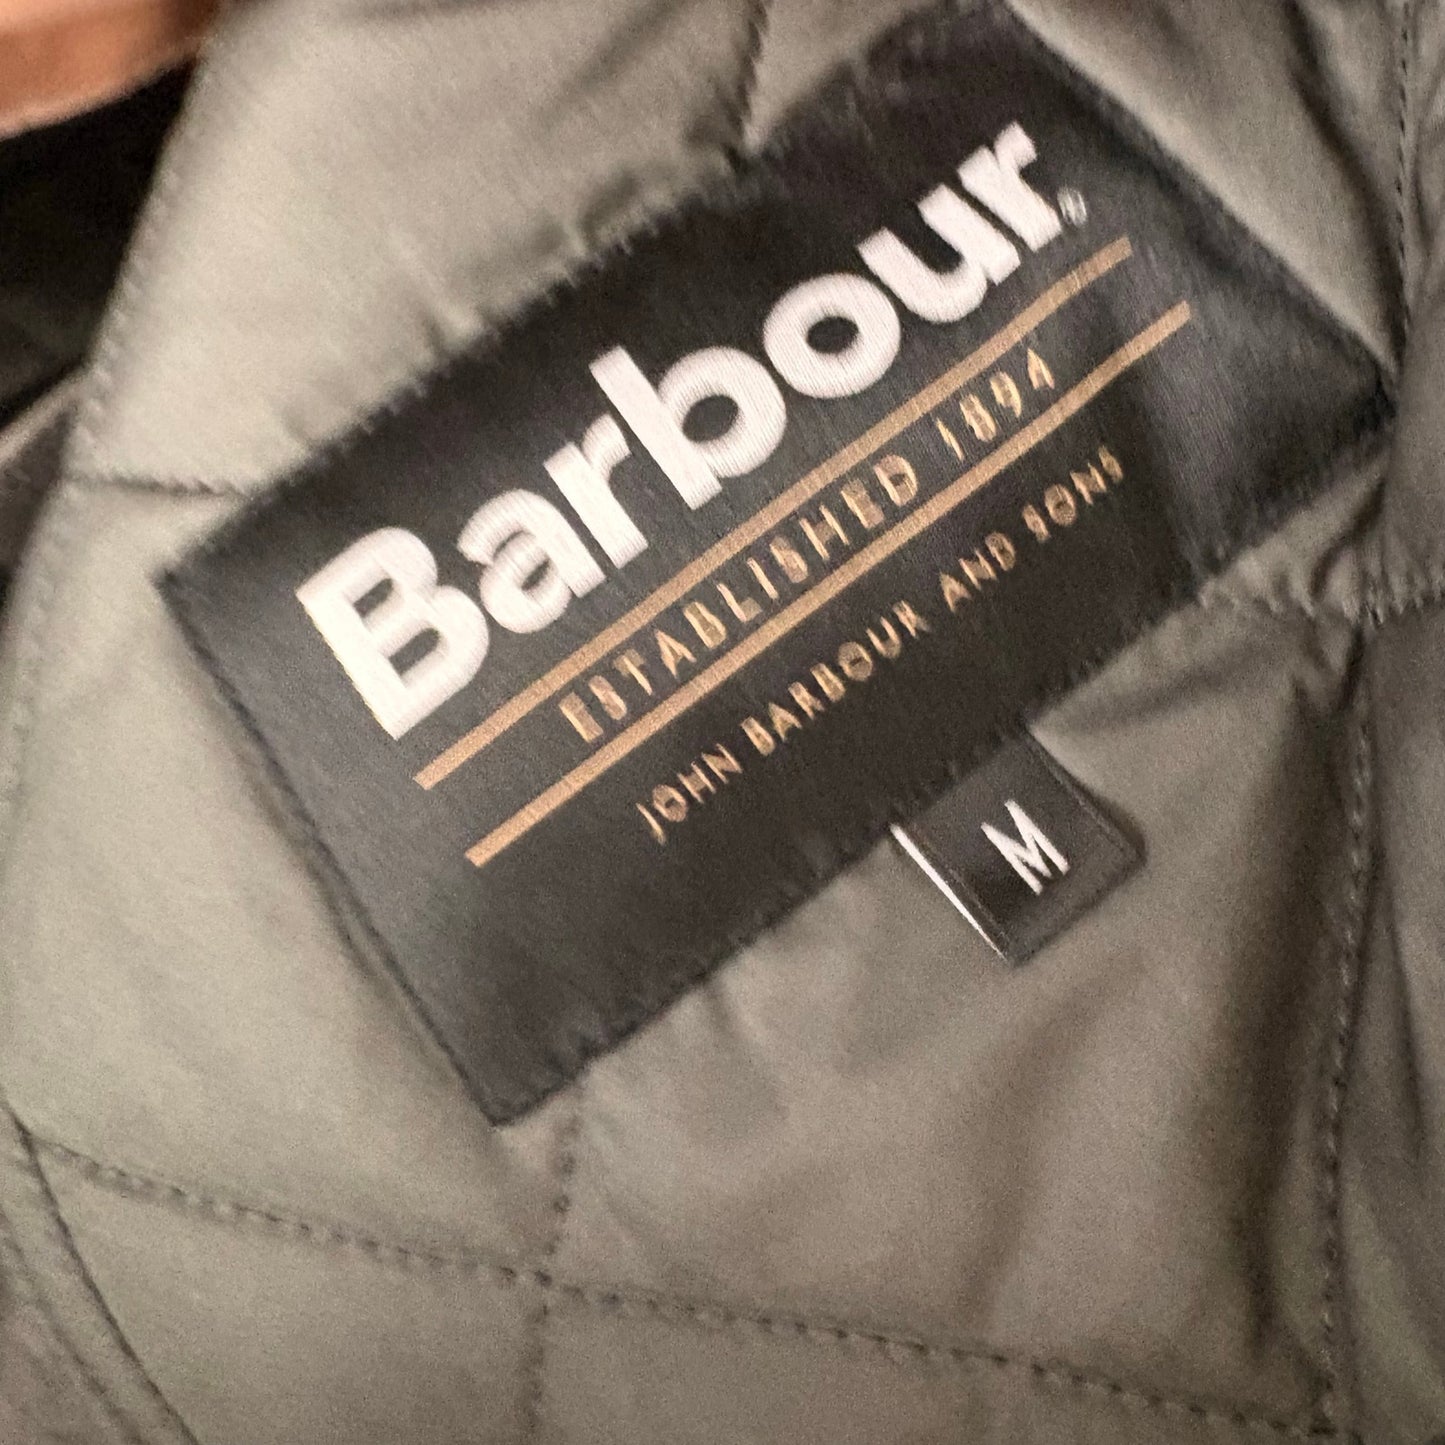 Barbour®
ESTABLISHED 1894
JOHN BARBOUR AND SONS
M